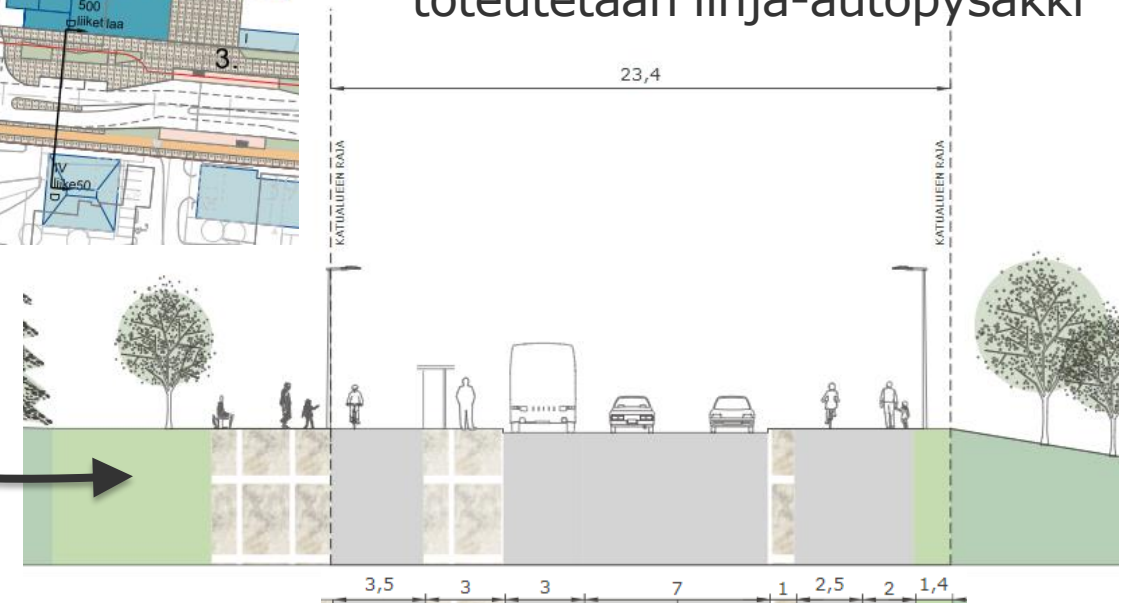 toteutetaan linja-autopysäkki
500
liiket laa
I
3.
IV
liike50
D
D
23,4
KATUALUEEN RAJA
KATUALUEEN RAJA
3,5 3 3 7 1 2,5 2 1,4